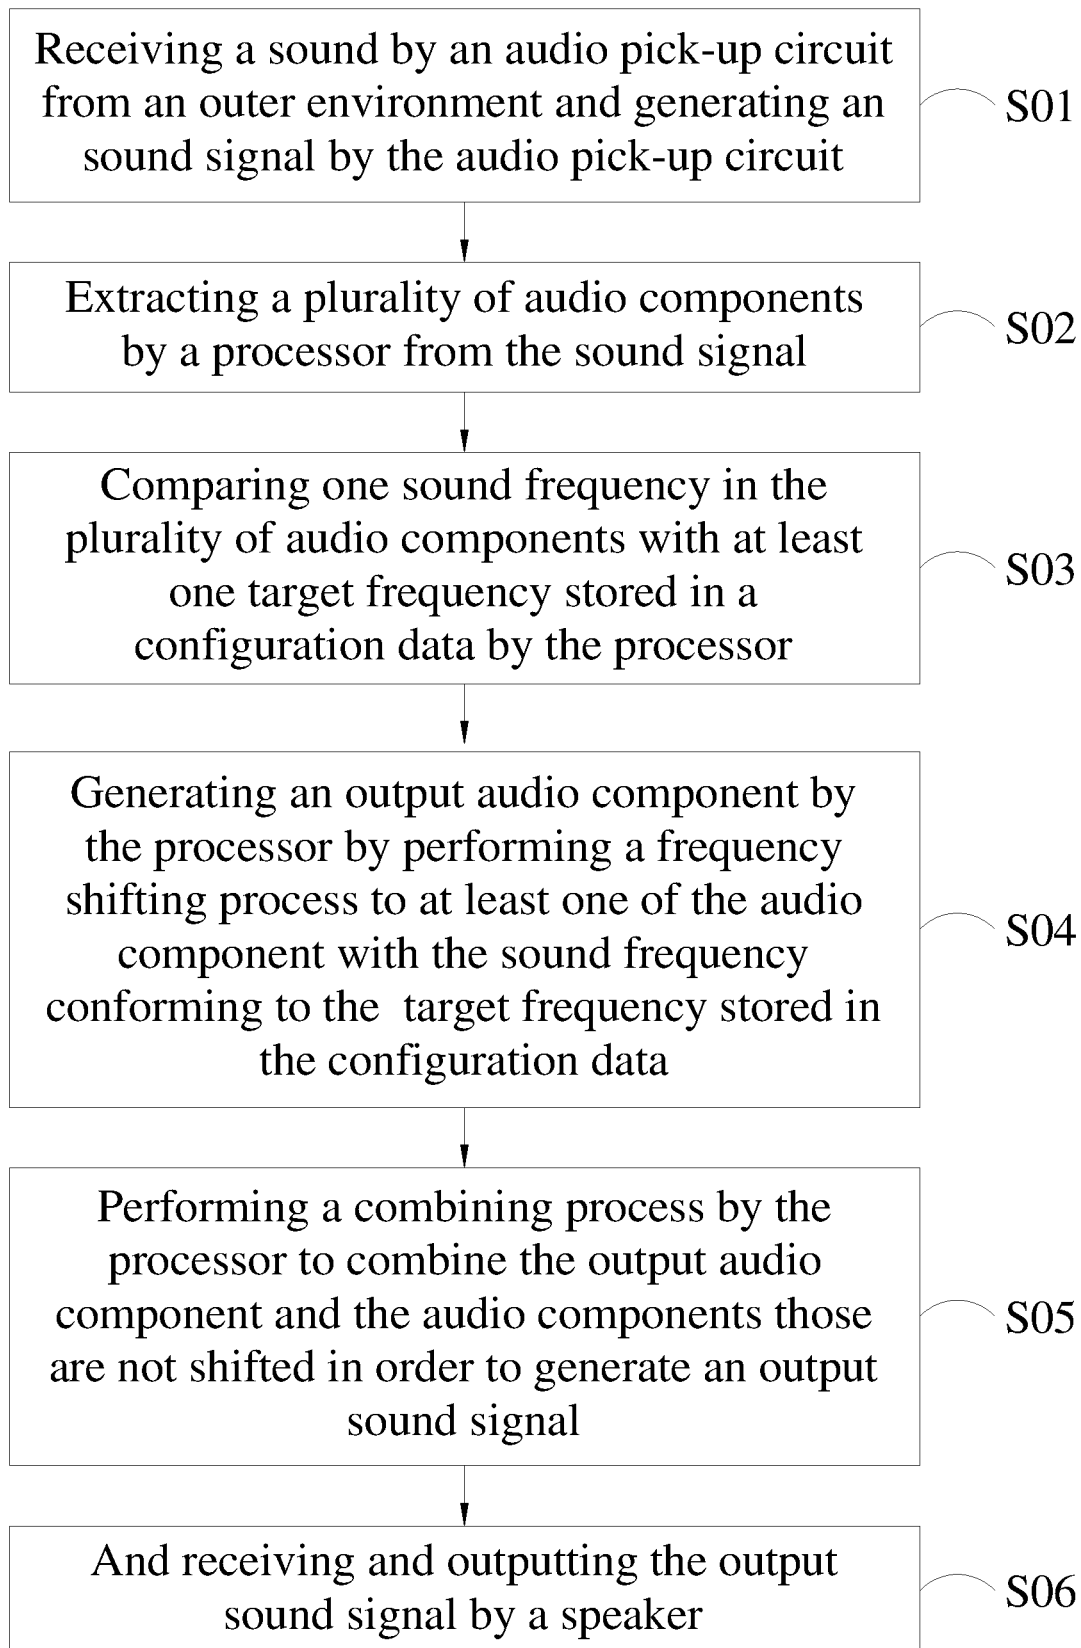 Receiving a sound by an audio pick-up circuit
from an outer environment and generating an
sound signal by the audio pick-up circuit
S01
Extracting a plurality of audio components
by a processor from the sound signal
S02
Comparing one sound frequency in the
plurality of audio components with at least
one target frequency stored in a
configuration data by the processor
S03
Generating an output audio component by
the processor by performing a frequency
shifting process to at least one of the audio
component with the sound frequency
conforming to the  target frequency stored in
the configuration data
S04
Performing a combining process by the
processor to combine the output audio
component and the audio components those
are not shifted in order to generate an output
sound signal
S05
And receiving and outputting the output
sound signal by a speaker
S06